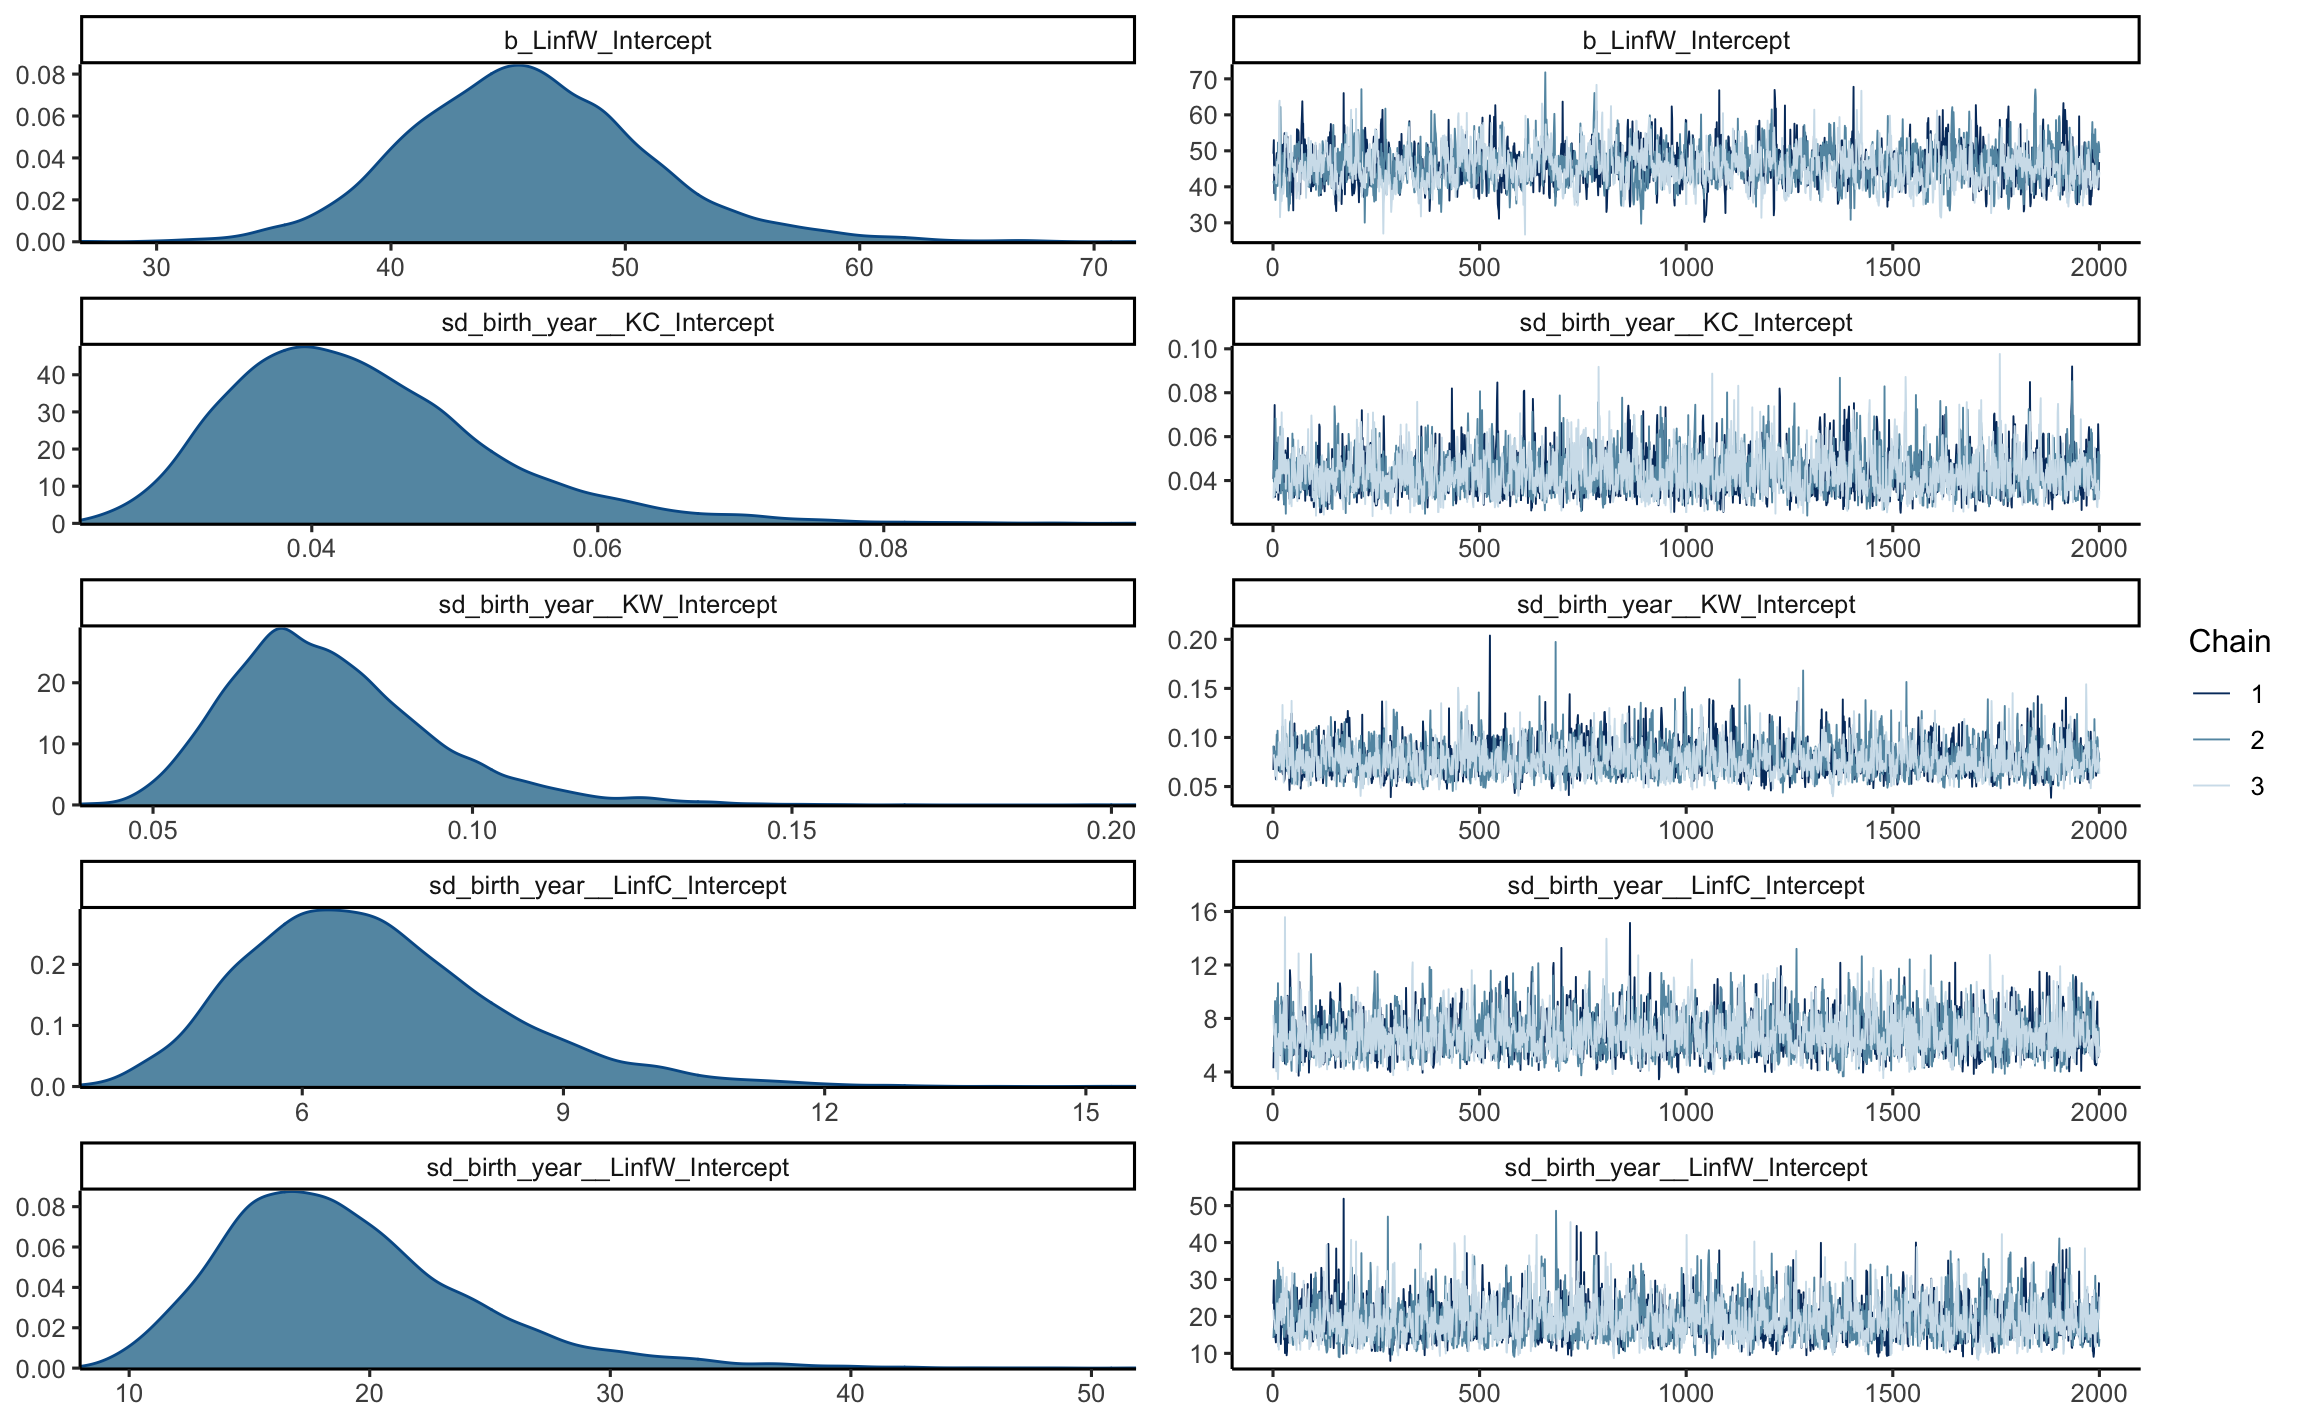 b_LinfW_Intercept
0.08
0.06
0.04
0.02
0.00
30 40 50 60 70
b_LinfW_Intercept
70
60
50
40
30
0 500 1000 1500 2000
sd_birth_year__KC_Intercept
40
30
20
10
0
0.04 0.06 0.08
sd_birth_year__KC_Intercept
0.10
0.08
0.06
0.04
0 500 1000 1500 2000
sd_birth_year__KW_Intercept
20
10
0
0.05 0.10 0.15 0.20
sd_birth_year__KW_Intercept
0.20
0.15
0.10
0.05
0 500 1000 1500 2000
sd_birth_year__LinfC_Intercept
0.2
0.1
0.0
6 9 12 15
sd_birth_year__LinfC_Intercept
16
12
8
4
0 500 1000 1500 2000
sd_birth_year__LinfW_Intercept
0.08
0.06
0.04
0.02
0.00
10 20 30 40 50
sd_birth_year__LinfW_Intercept
50
40
30
20
10
0 500 1000 1500 2000
Chain
1
2
3